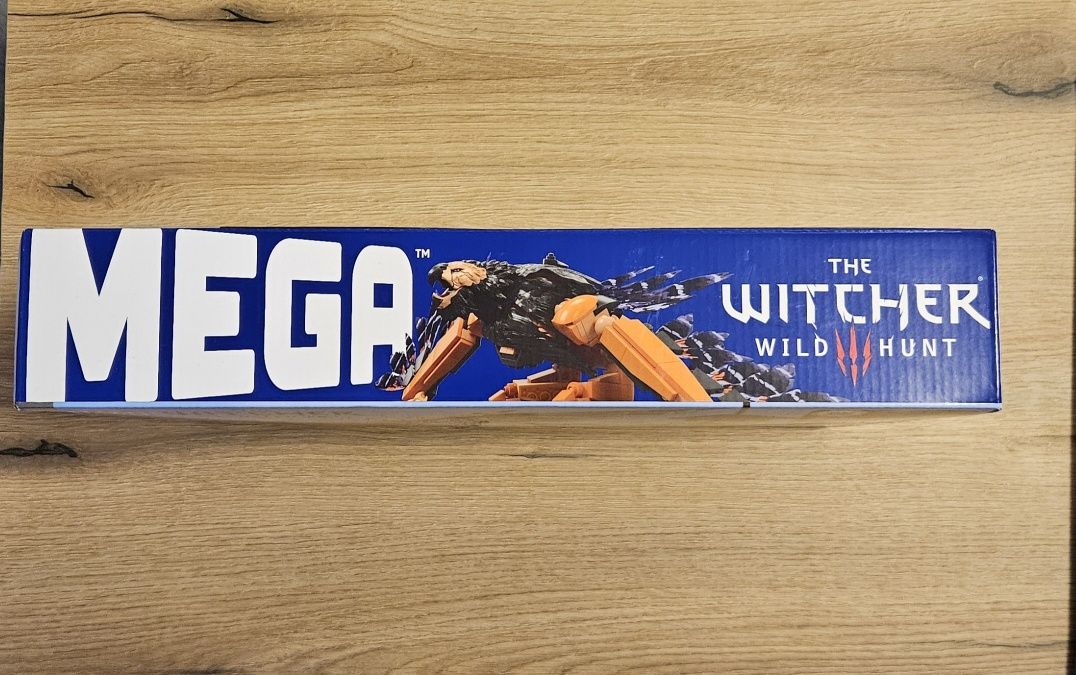 MEGA™
THE
WITCHER®
WILD HUNT